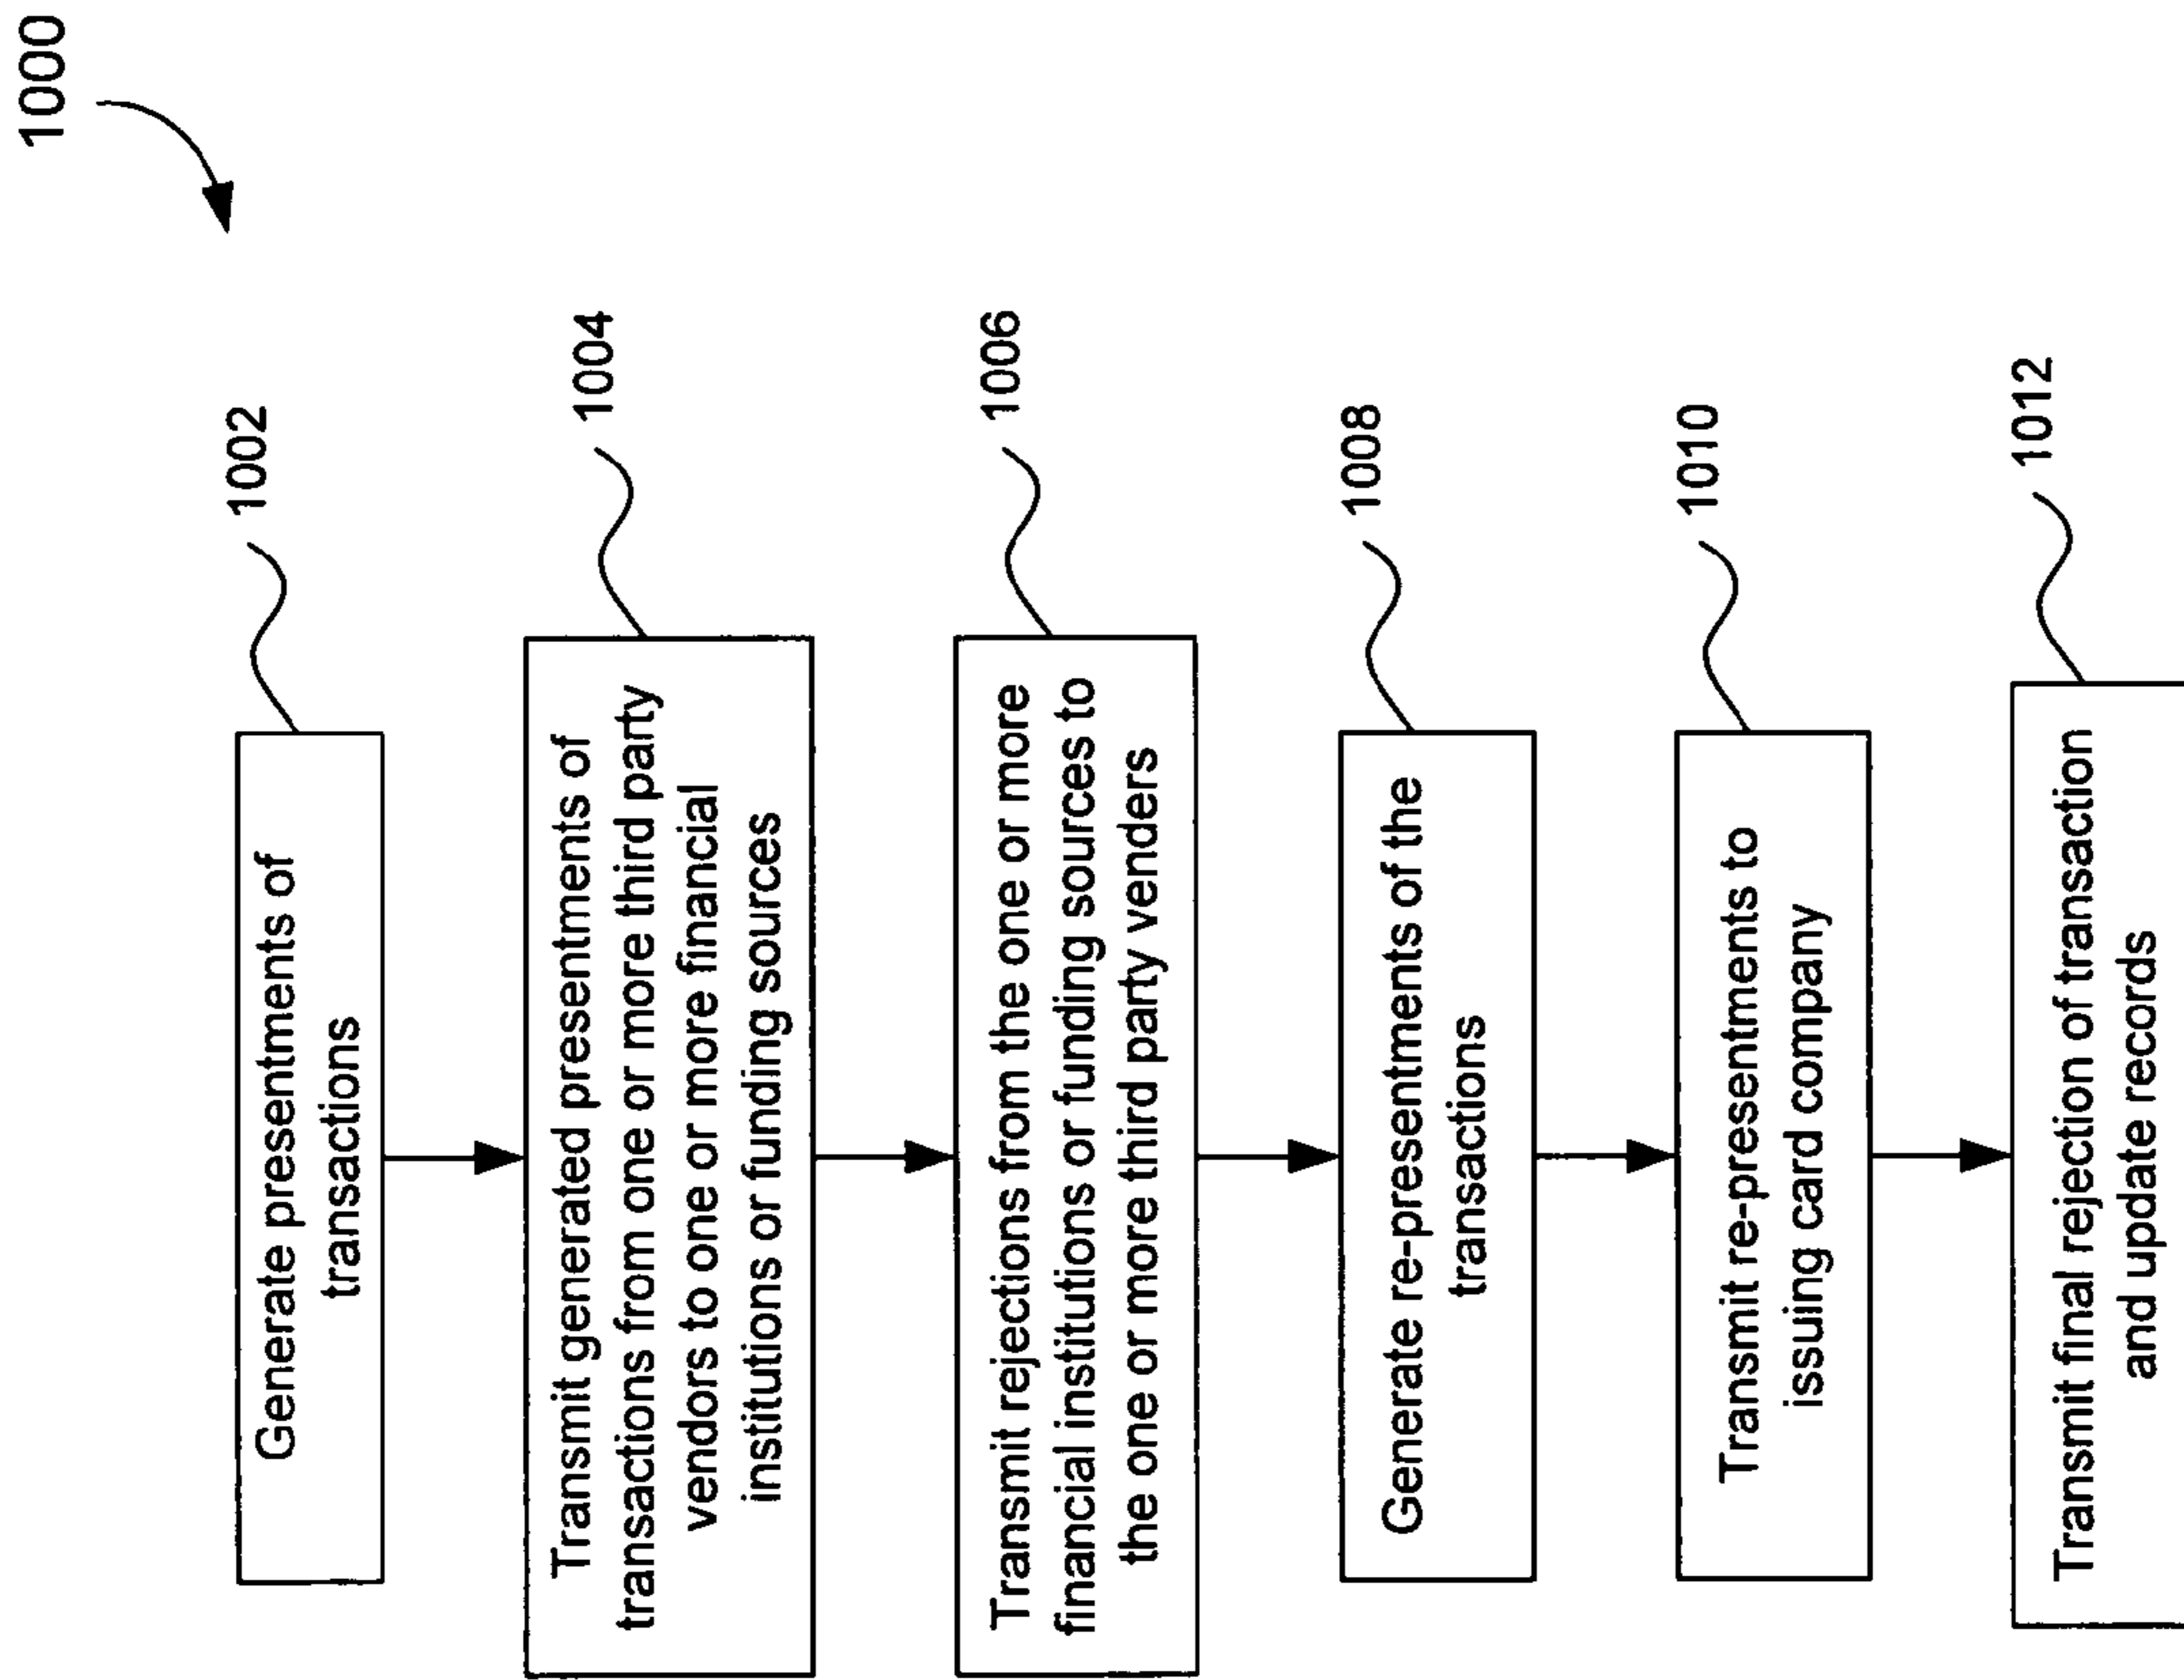 1000
1002
Generate presentments of
transactions
1004
Transmit generated presentments of
transactions from one or more third party
vendors to one or more financial
institutions or funding sources
1006
Transmit rejections from the one or more
financial institutions or funding sources to
the one or more third party venders
1008
Generate re-presentments of the
transactions
1010
Transmit re-presentments to
issuing card company
1012
Transmit final rejection of transaction
and update records